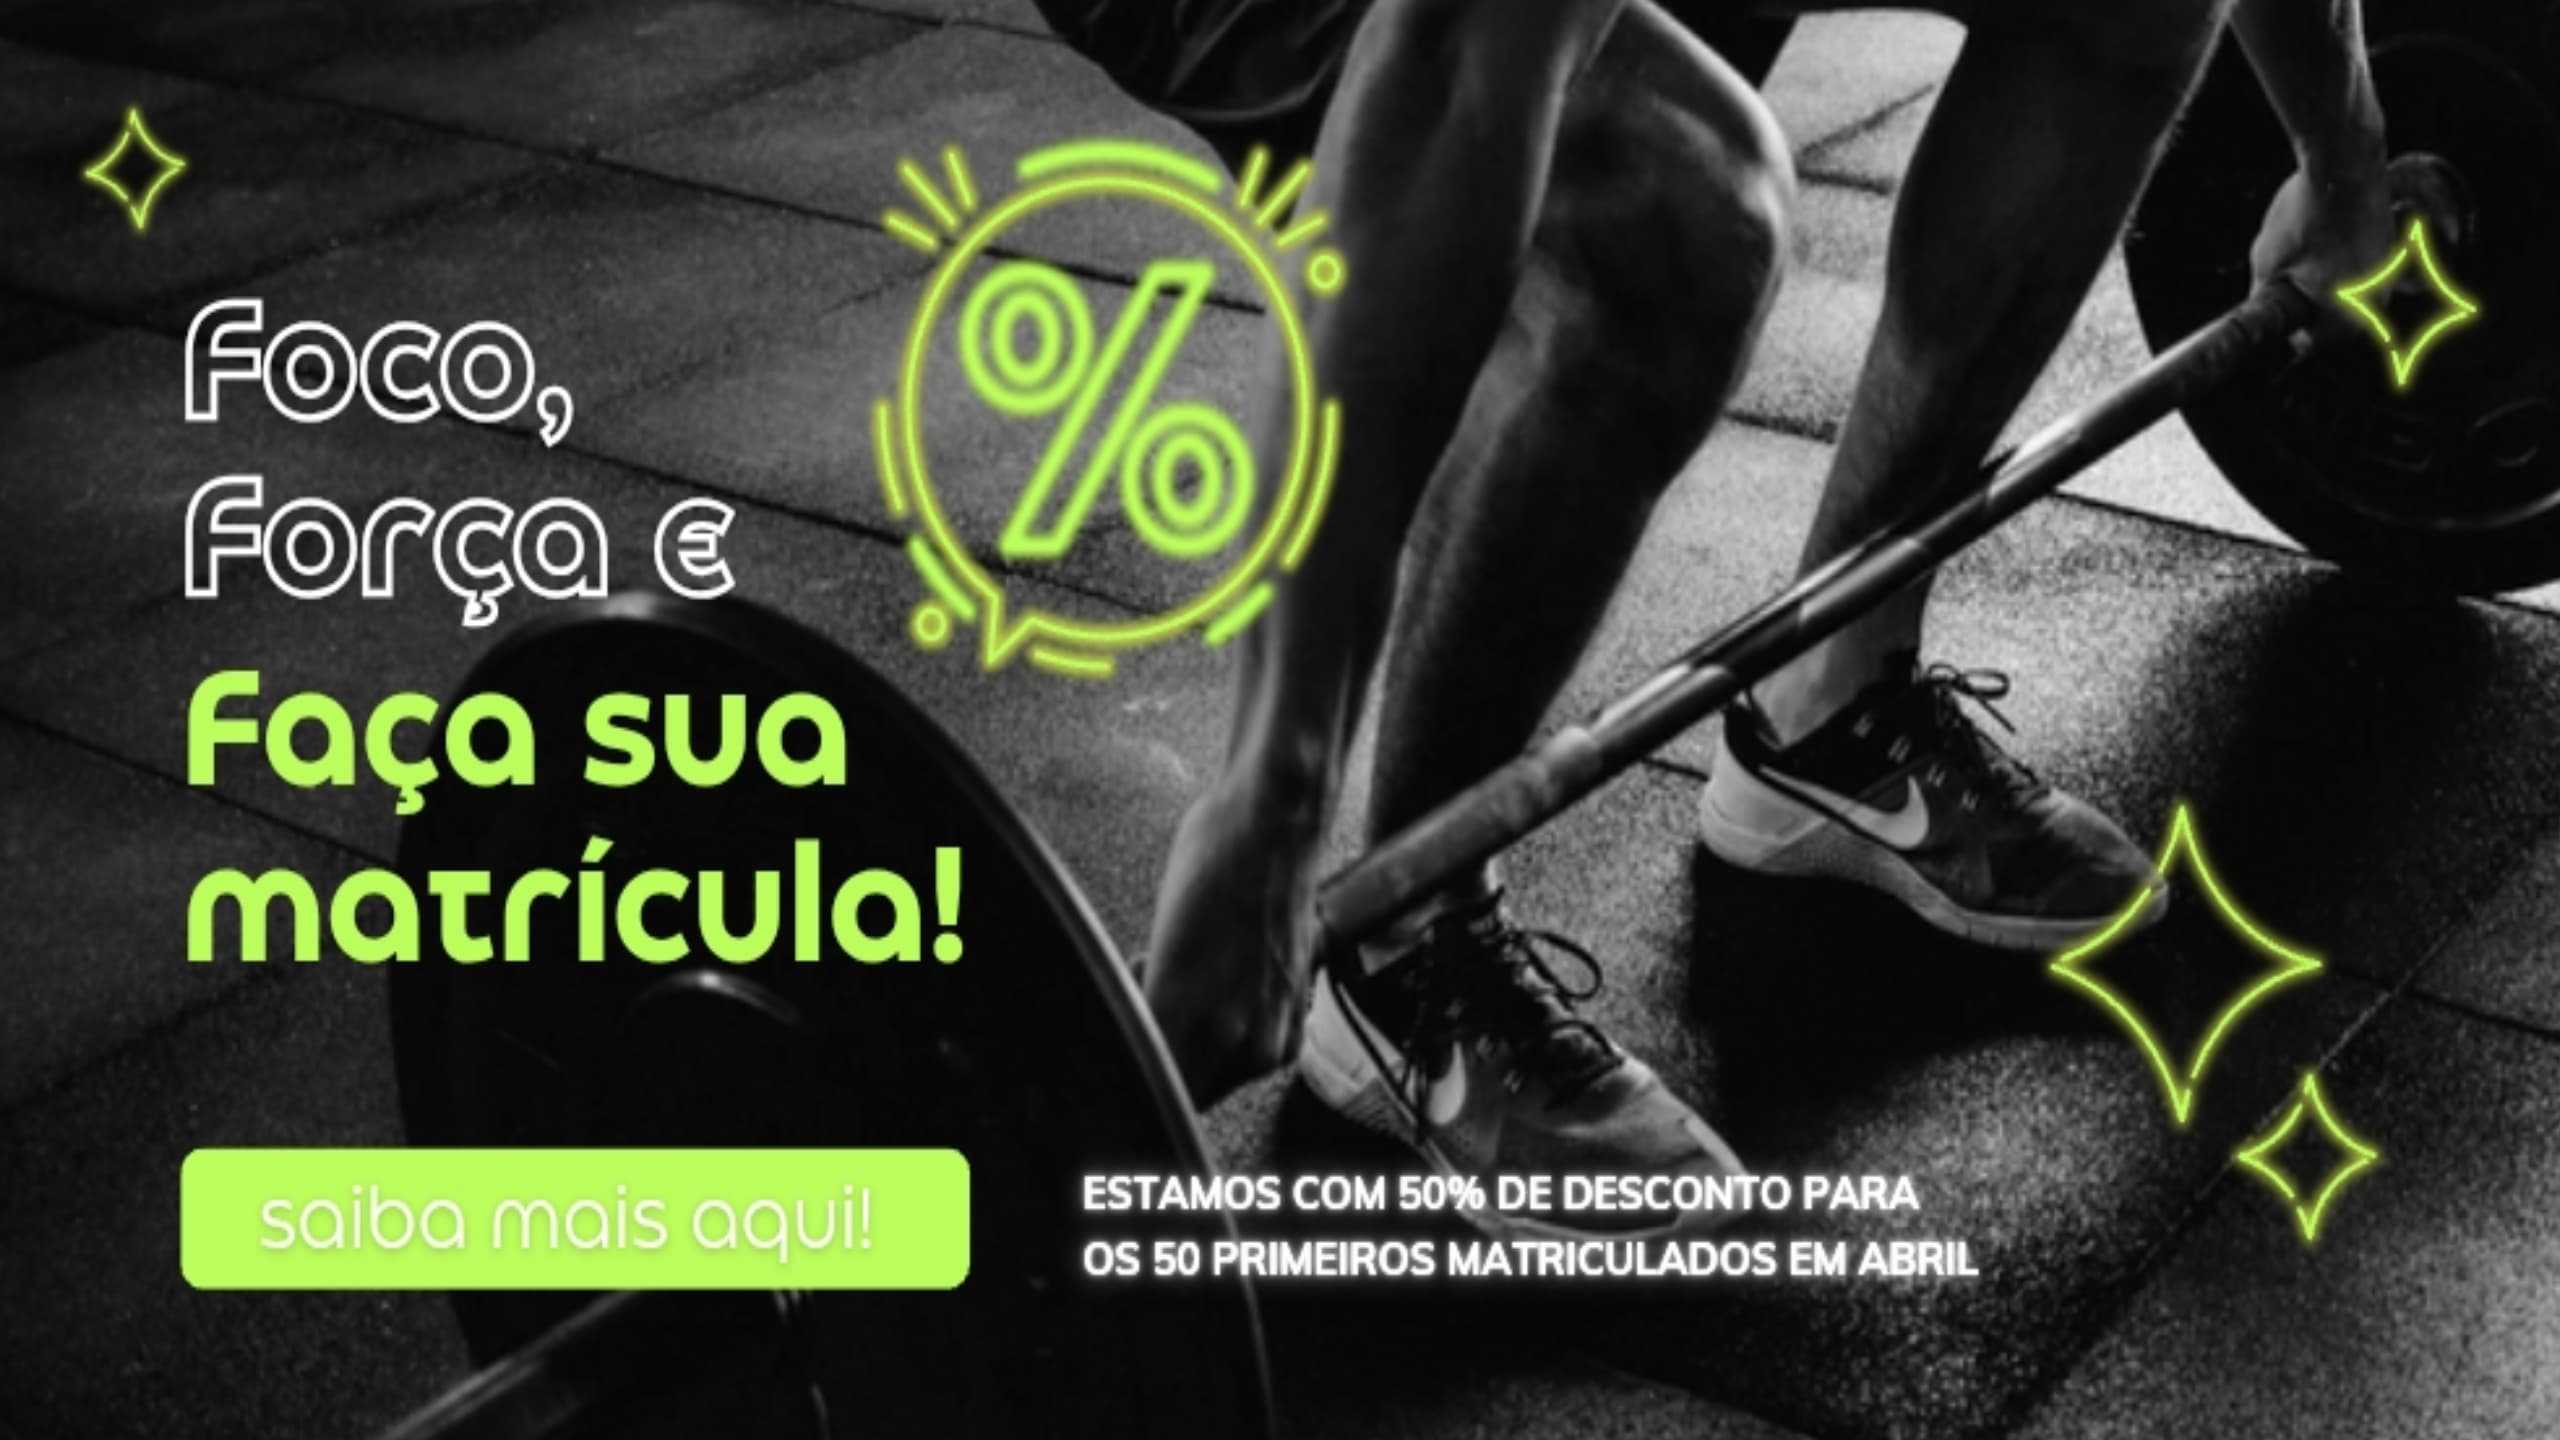 Foco,
Força e
Faça sua
matrícula!
%
saiba mais aqui!
ESTAMOS COM 50% DE DESCONTO PARA
OS 50 PRIMEIROS MATRICULADOS EM ABRIL